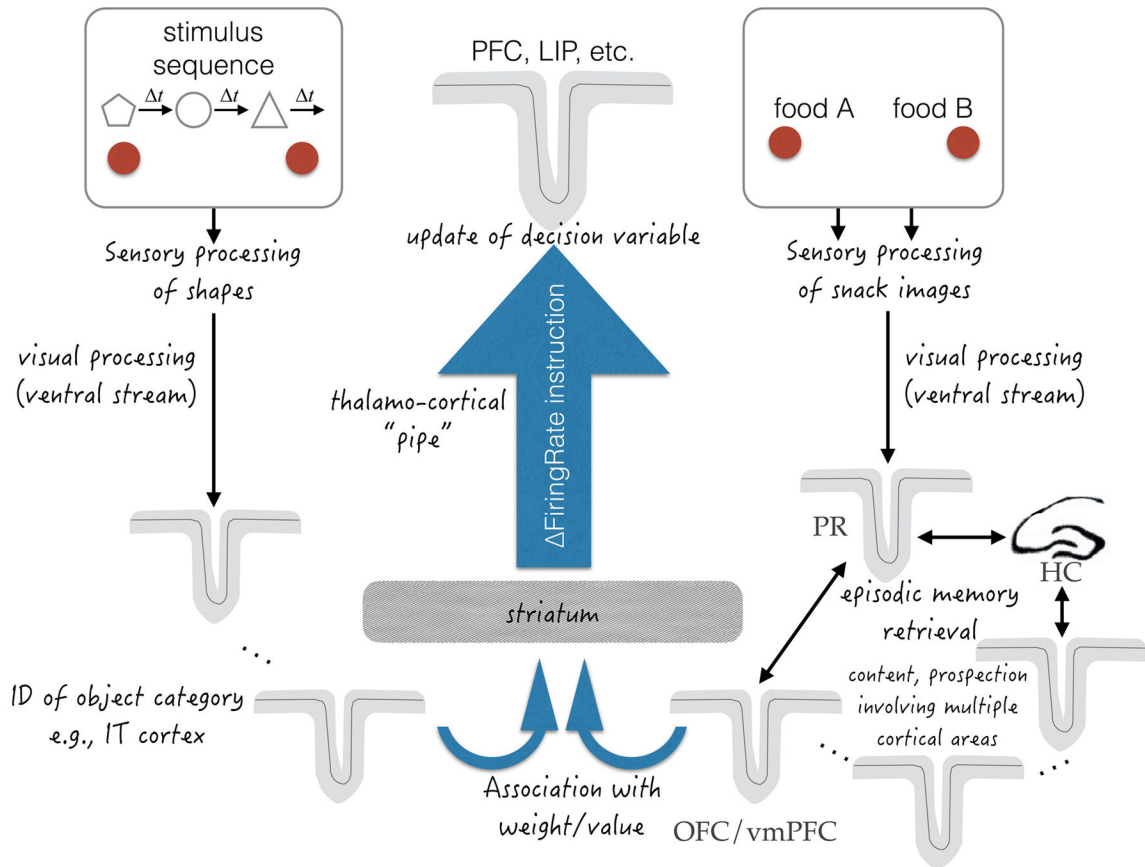 stimulus
sequence
Δt
Δt
Δt
Sensory processing
of shapes
visual processing
(ventral stream)
ID of object category
e.g., IT cortex
PFC, LIP, etc.
update of decision variable
ΔFiringRate instruction
thalamo-cortical
“pipe”
striatum
Association with
weight/value
food A
food B
Sensory processing
of snack images
visual processing
(ventral stream)
PR
HC
episodic memory
retrieval
content, prospection
involving multiple
cortical areas
OFC/vmPFC